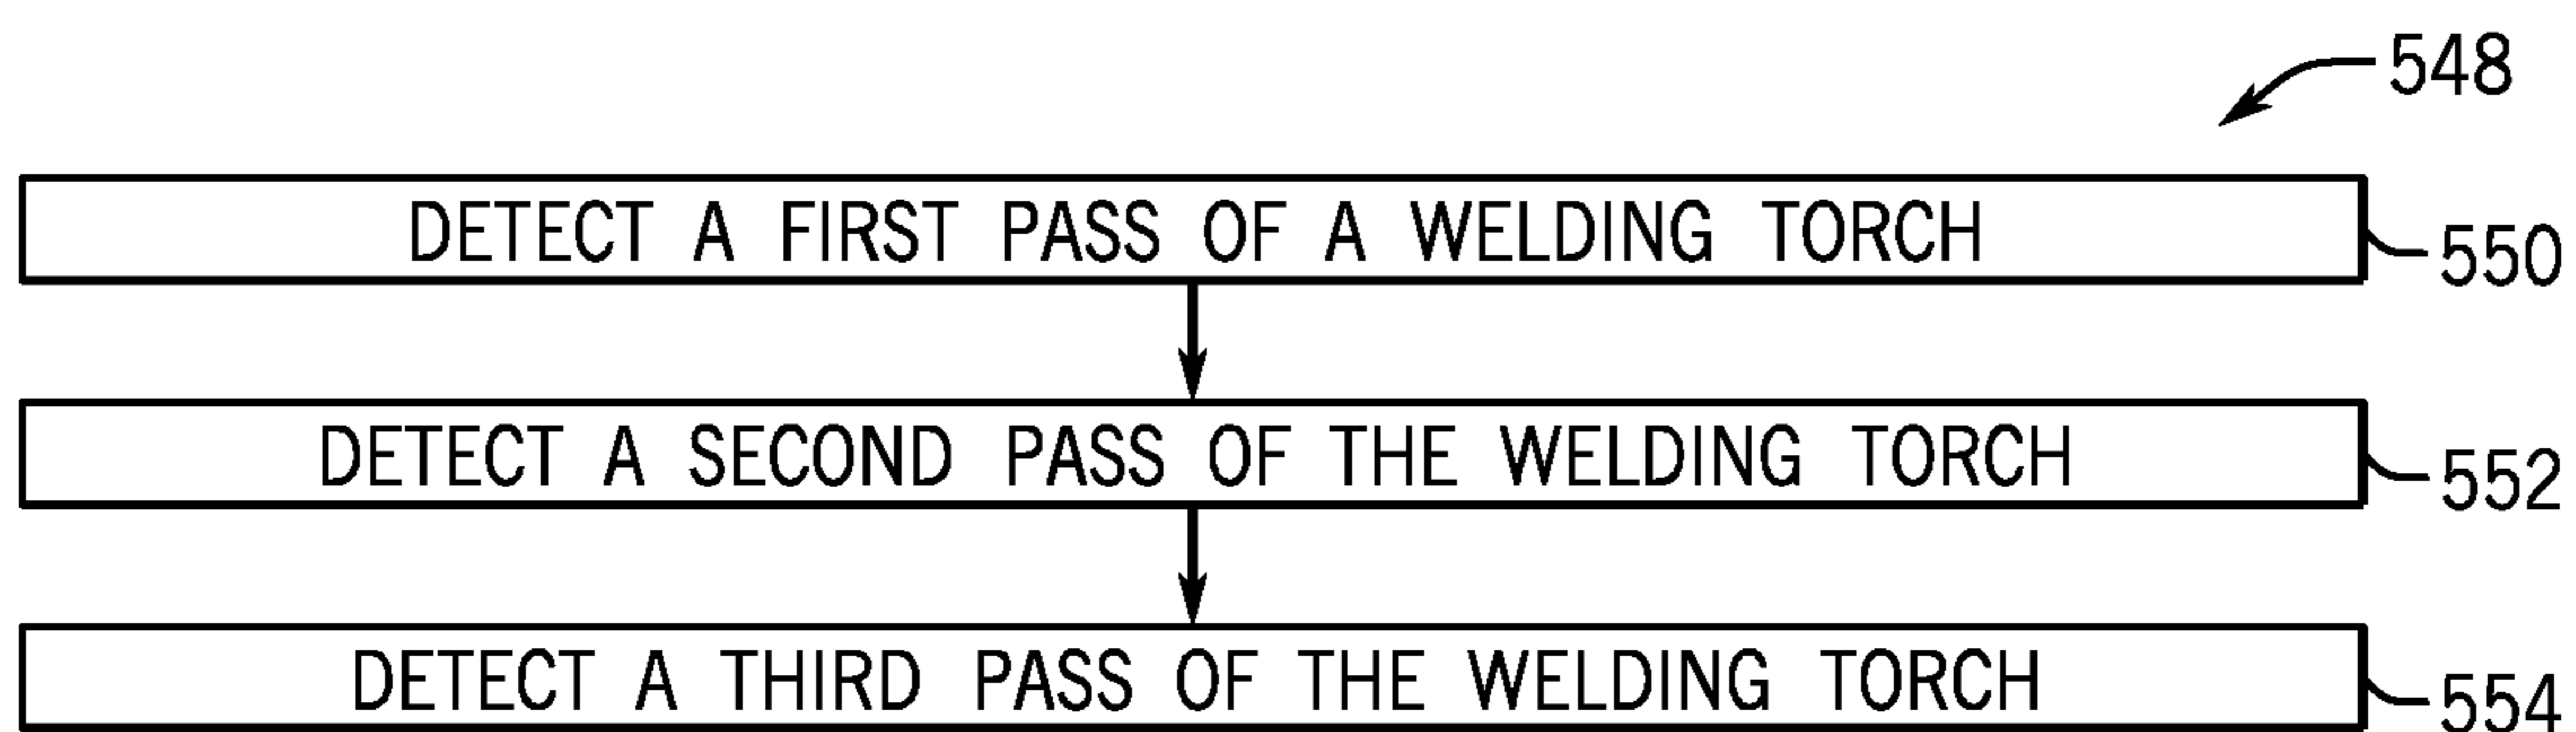 548
DETECT A FIRST PASS OF A WELDING TORCH
550
DETECT A SECOND PASS OF THE WELDING TORCH
552
DETECT A THIRD PASS OF THE WELDING TORCH
554